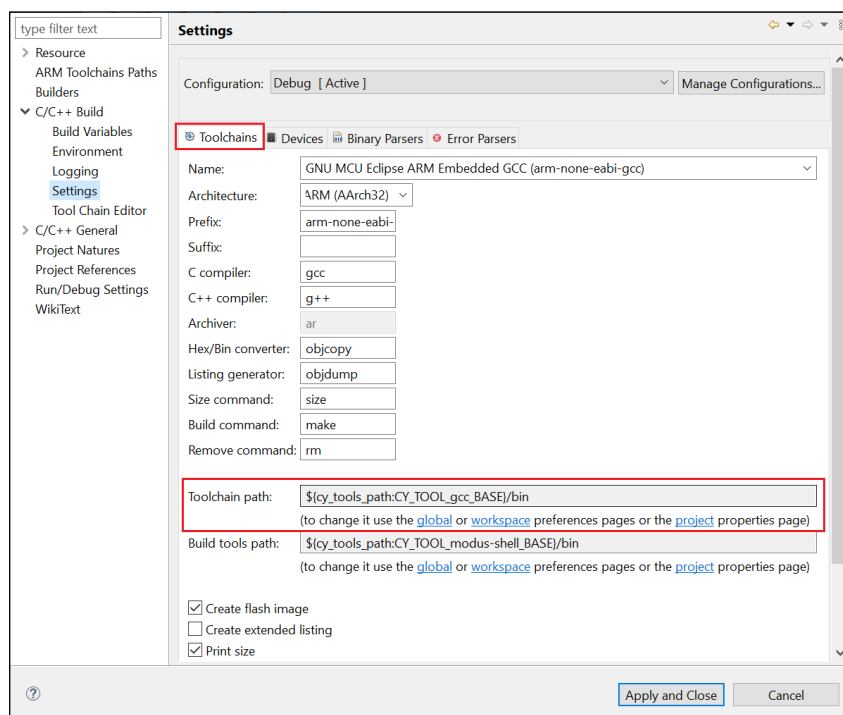 type filter text
Resource
ARM Toolchains Paths
Builders
C/C++ Build
Build Variables
Environment
Logging
Settings
Tool Chain Editor
C/C++ General
Project Natures
Project References
Run/Debug Settings
WikiText
Settings
Configuration: Debug [ Active ] Manage Configurations...
Toolchains Devices Binary Parsers Error Parsers
Name: GNU MCU Eclipse ARM Embedded GCC (arm-none-eabi-gcc)
Architecture: ARM (AArch32)
Prefix: arm-none-eabi-
Suffix:
C compiler: gcc
C++ compiler: g++
Archiver: ar
Hex/Bin converter: objcopy
Listing generator: objdump
Size command: size
Build command: make
Remove command: rm
Toolchain path: ${cy_tools_path:CY_TOOL_gcc_BASE}/bin
(to change it use the global or workspace preferences pages or the project properties page)
Build tools path: ${cy_tools_path:CY_TOOL_modus-shell_BASE}/bin
(to change it use the global or workspace preferences pages or the project properties page)
Create flash image
Create extended listing
Print size
Apply and Close Cancel